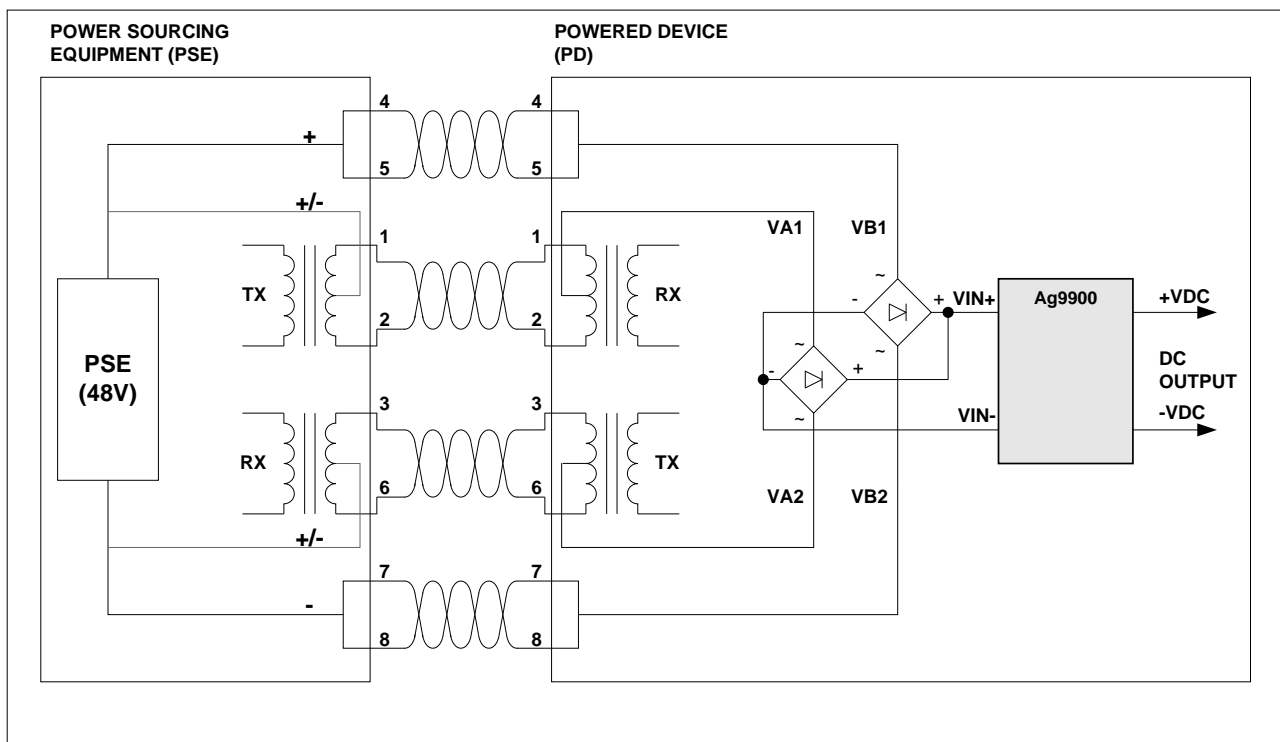 POWER SOURCING
EQUIPMENT (PSE)
POWERED DEVICE
(PD)
4
4
+
5
5
+/-
1
1
VA1
VB1
TX
RX
~
-
+
VIN+
Ag9900
+VDC
2
2
~
~
PSE
(48V)
-
+
DC
OUTPUT
3
3
~
VIN-
-VDC
RX
TX
6
6
VA2
VB2
+/-
7
7
-
8
8